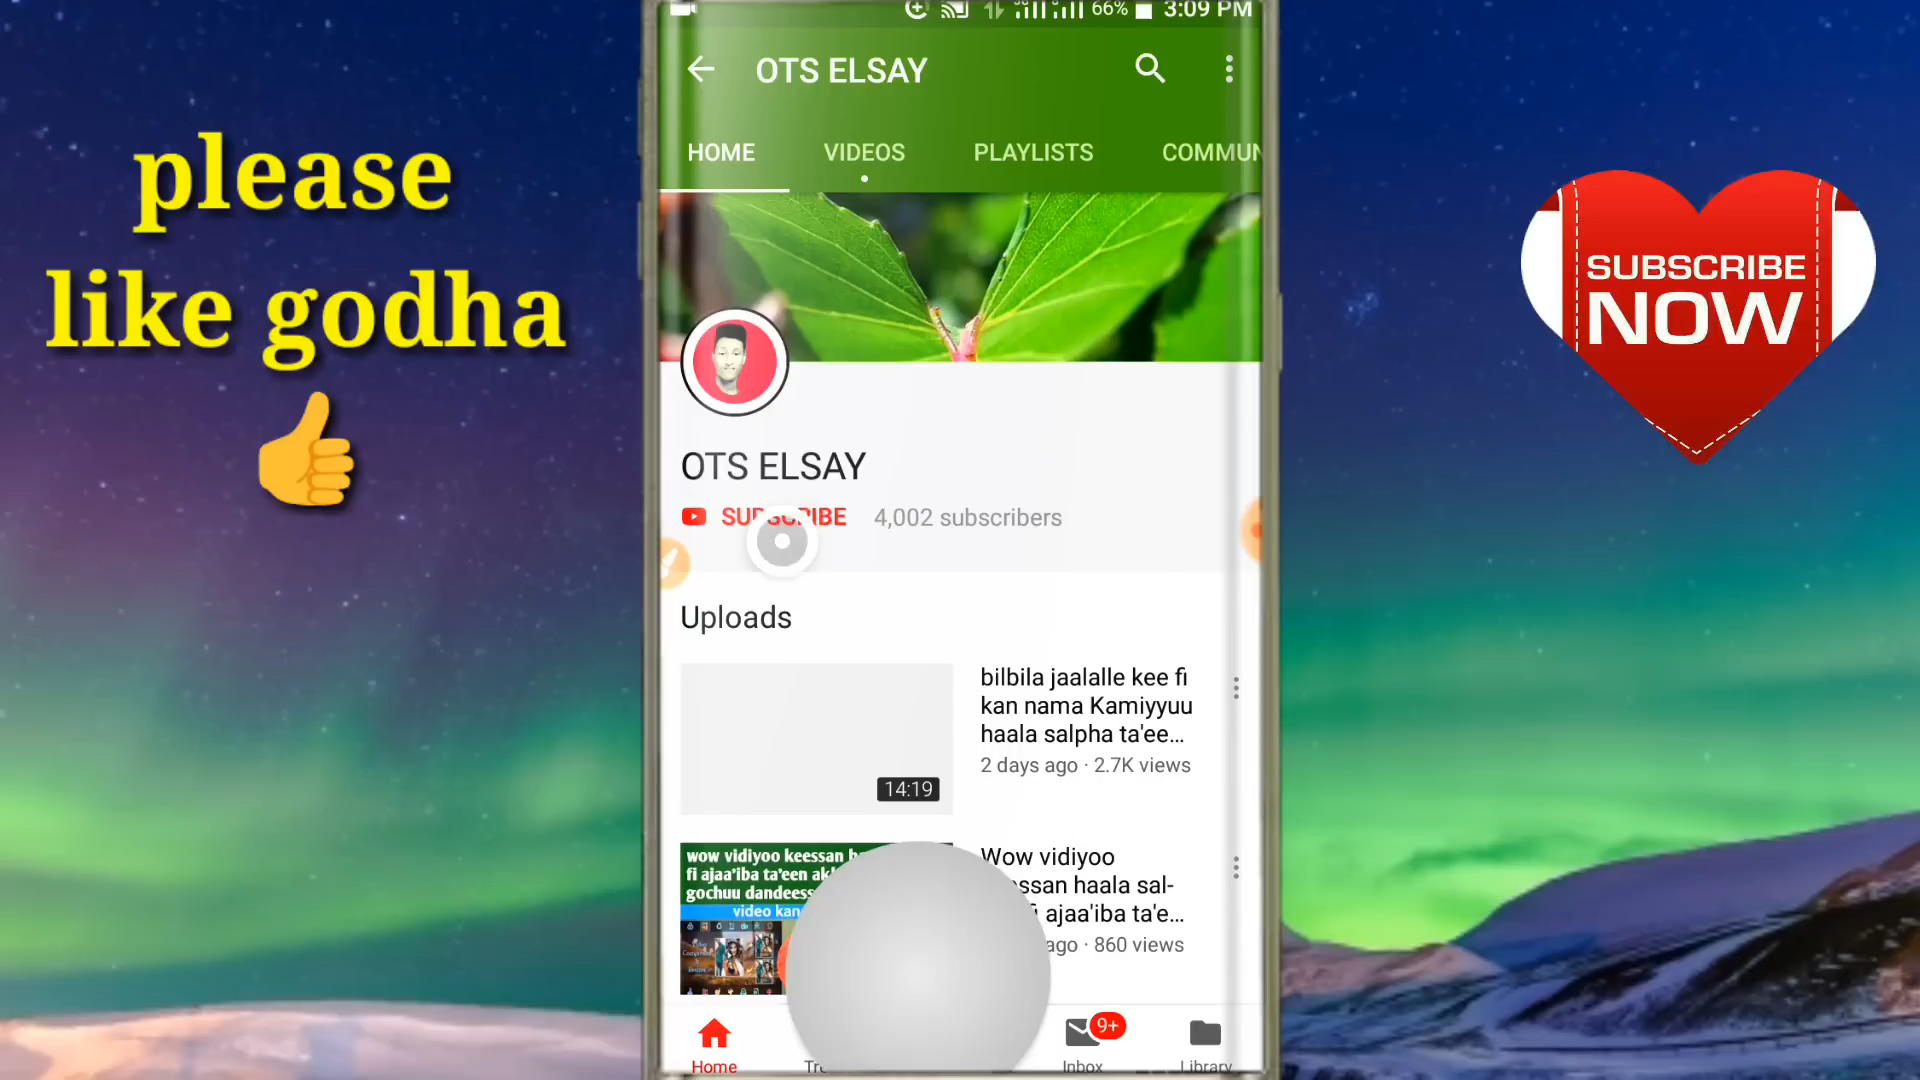 please
like godha
66% 3:09 PM
OTS ELSAY
HOME VIDEOS PLAYLISTS COMMUN
SUBSCRIBE
NOW
OTS ELSAY
SUBSCRIBE 4,002 subscribers
Uploads
14:19
bilbila jaalalle kee fi
kan nama Kamiyyuu
haala salpha ta'ee...
2 days ago · 2.7K views
wow vidiyoo keessan
fi ajaa'iba ta'een
gochuu
video
Wow vidiyoo
haala sal-
ajaa'iba ta'e...
ago · 860 views
Home
Inbox 9+
Library